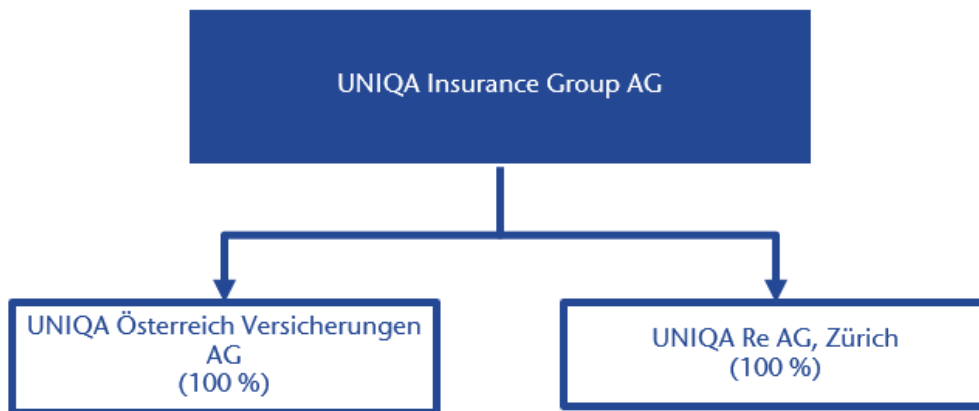 UNIQA Insurance Group AG
UNIQA Österreich Versicherungen
AG
(100 %)
UNIQA Re AG, Zürich
(100 %)